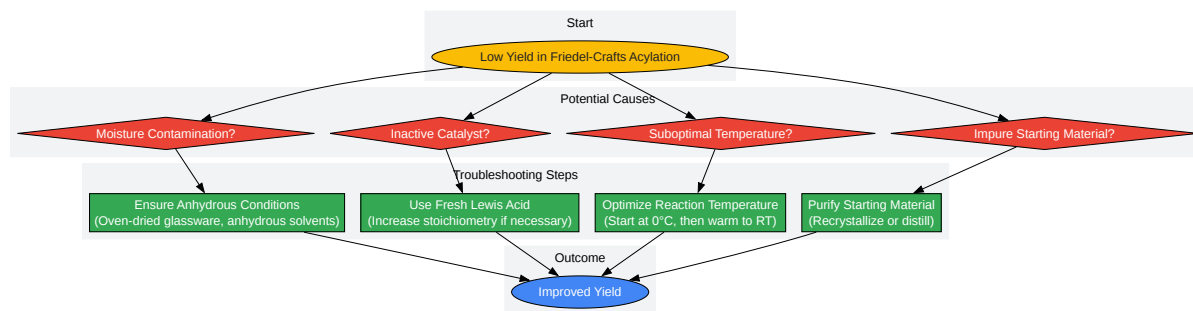 Start
Low Yield in Friedel-Crafts Acylation
Potential Causes
Moisture Contamination?
Inactive Catalyst?
Suboptimal Temperature?
Impure Starting Material?
Troubleshooting Steps
Ensure Anhydrous Conditions
(Oven-dried glassware, anhydrous solvents)
Use Fresh Lewis Acid
(Increase stoichiometry if necessary)
Optimize Reaction Temperature
(Start at 0°C, then warm to RT)
Purify Starting Material
(Recrystallize or distill)
Outcome
Improved Yield